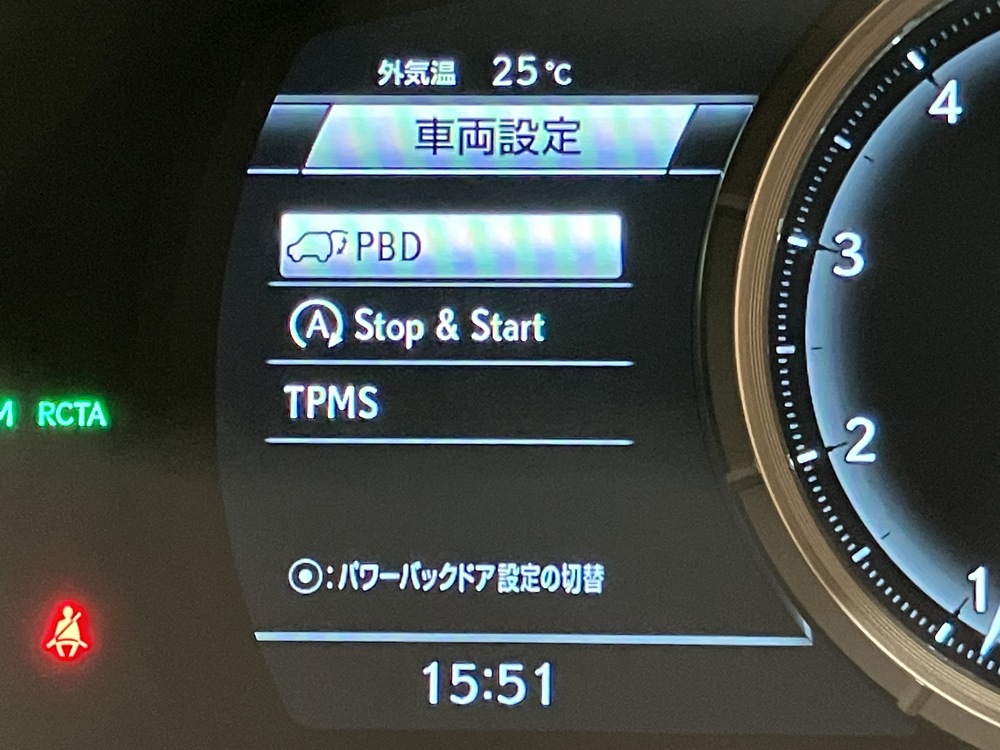 外気温 25℃
車両設定
PBD
A Stop & Start
TPMS
RCTA
:パワーバックドア設定の切替
15:51
4
3
2
1